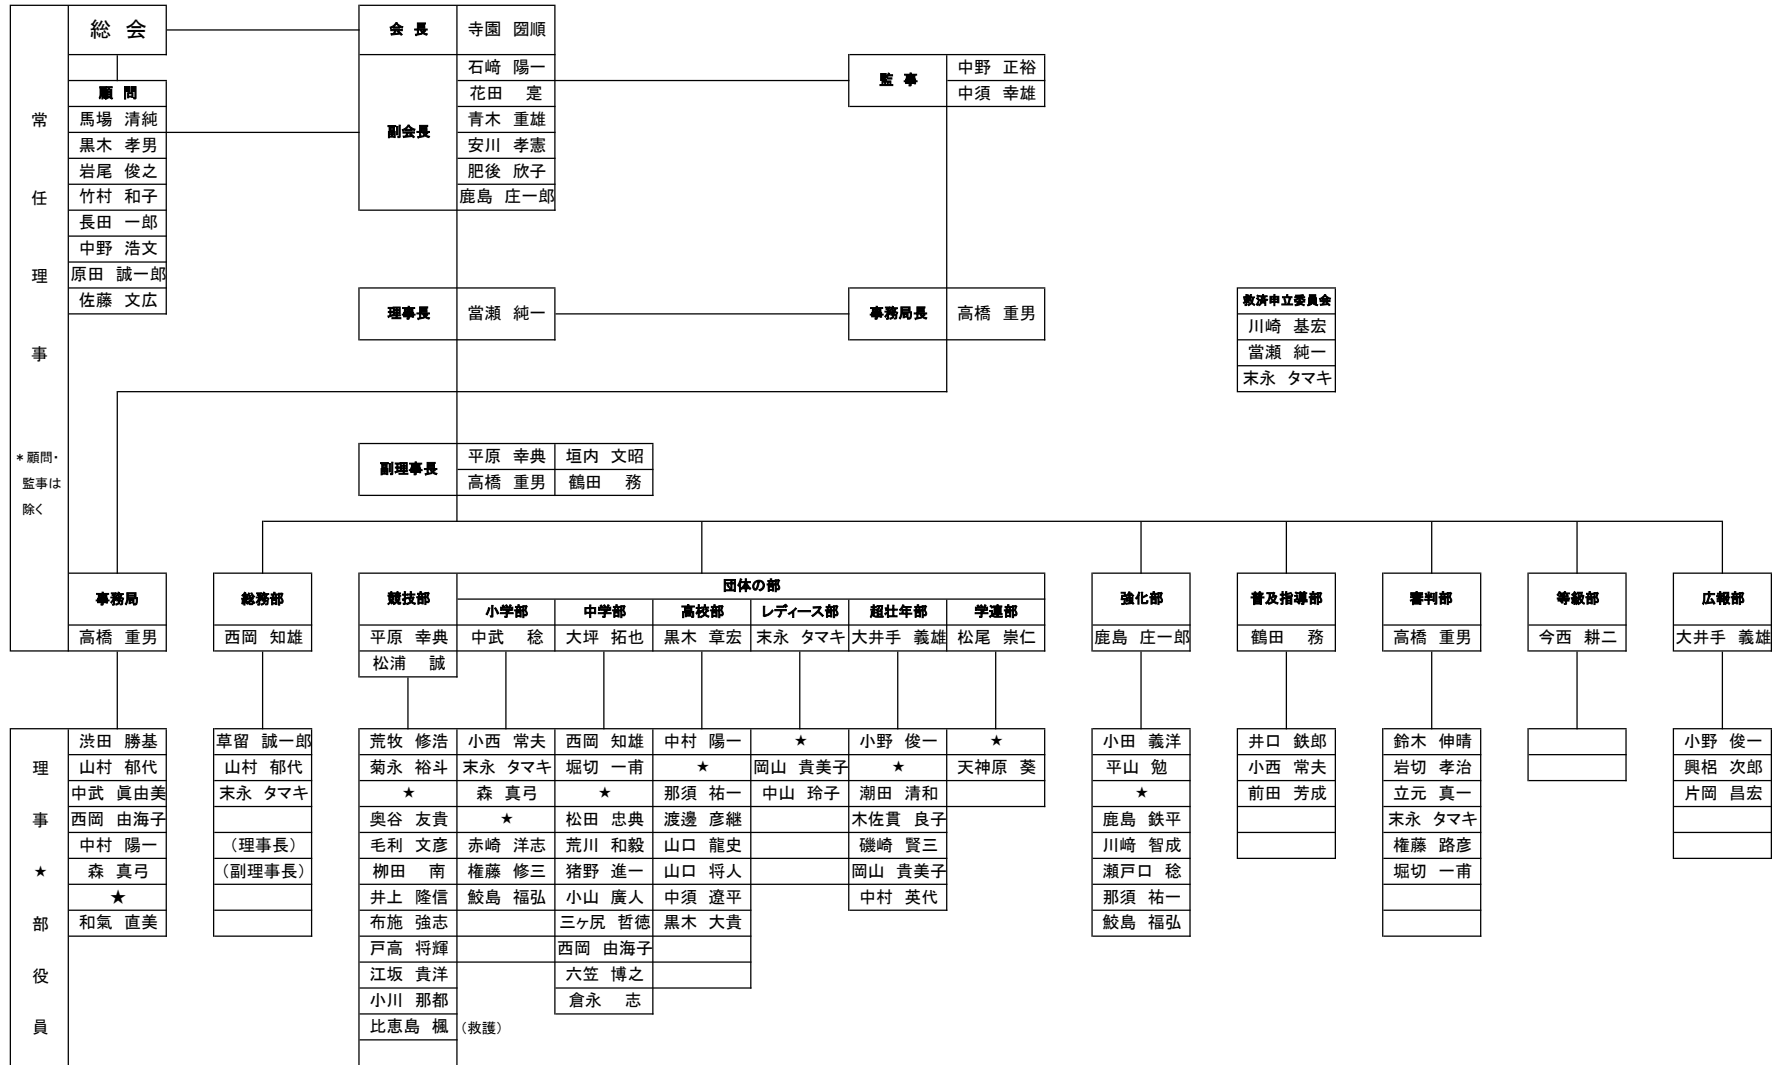 総 会 会 長 寺園 圀順
石﨑 陽一 監 事 中野 正裕
顧 問 花田 寔 中須 幸雄
馬場 清純 副会長 青木 重雄
黒木 孝男 安川 孝憲
岩尾 俊之 肥後 欣子
竹村 和子 鹿島 庄一郎
長田 一郎
中野 浩文
原田 誠一郎
佐藤 文広
常 任 理 事
*顧問・
監事は
除く
理事長 當瀬 純一 事務局長 高橋 重男
救済申立委員会
川崎 基宏
當瀬 純一
末永 タマキ
副理事長 平原 幸典 垣内 文昭
高橋 重男 鶴田 務
事務局
高橋 重男
総務部
西岡 知雄
競技部
平原 幸典
松浦 誠
団体の部
小学部 中学部 高校部 レディース部 超壮年部 学連部
中武 稔 大坪 拓也 黒木 章宏 末永 タマキ 大井手 義雄 松尾 崇仁
強化部
鹿島 庄一郎
普及指導部
鶴田 務
審判部
高橋 重男
等級部
今西 耕二
広報部
大井手 義雄
理 事 ★ 部 役 員
渋田 勝基
山村 郁代
中武 眞由美
西岡 由海子
中村 陽一
森 真弓
★
和氣 直美
草留 誠一郎
山村 郁代
末永 タマキ
(理事長)
(副理事長)
荒牧 修浩
菊永 裕斗
★
奥谷 友貴
毛利 文彦
栁田 南
井上 隆信
布施 強志
戸高 将輝
江坂 貴洋
小川 那都
比恵島 楓 (救護)
小西 常夫
末永 タマキ
森 真弓
★
赤崎 洋志
権藤 修三
鮫島 福弘
西岡 知雄
堀切 一甫
★
松田 忠典
荒川 和毅
猪野 進一
小山 廣人
三ヶ尻 哲徳
西岡 由海子
六笠 博之
倉永 志
中村 陽一
★
那須 祐一
渡邊 彦継
山口 龍史
山口 将人
中須 遼平
黒木 大貴
★
岡山 貴美子
中山 玲子
小野 俊一
★
潮田 清和
木佐貫 良子
磯崎 賢三
岡山 貴美子
中村 英代
★
天神原 葵
小田 義洋
平山 勉
★
鹿島 鉄平
川﨑 智成
瀬戸口 稔
那須 祐一
鮫島 福弘
井口 鉄郎
小西 常夫
前田 芳成
鈴木 伸晴
岩切 孝治
立元 真一
末永 タマキ
権藤 路彦
堀切 一甫
小野 俊一
興梠 次郎
片岡 昌宏